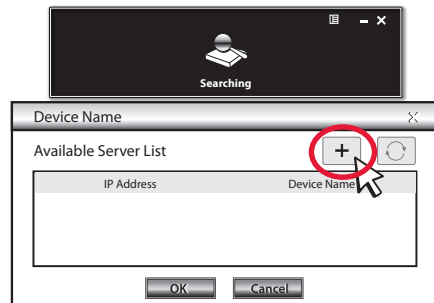 Searching
Device Name
Available Server List
IP Address Device Name
OK Cancel